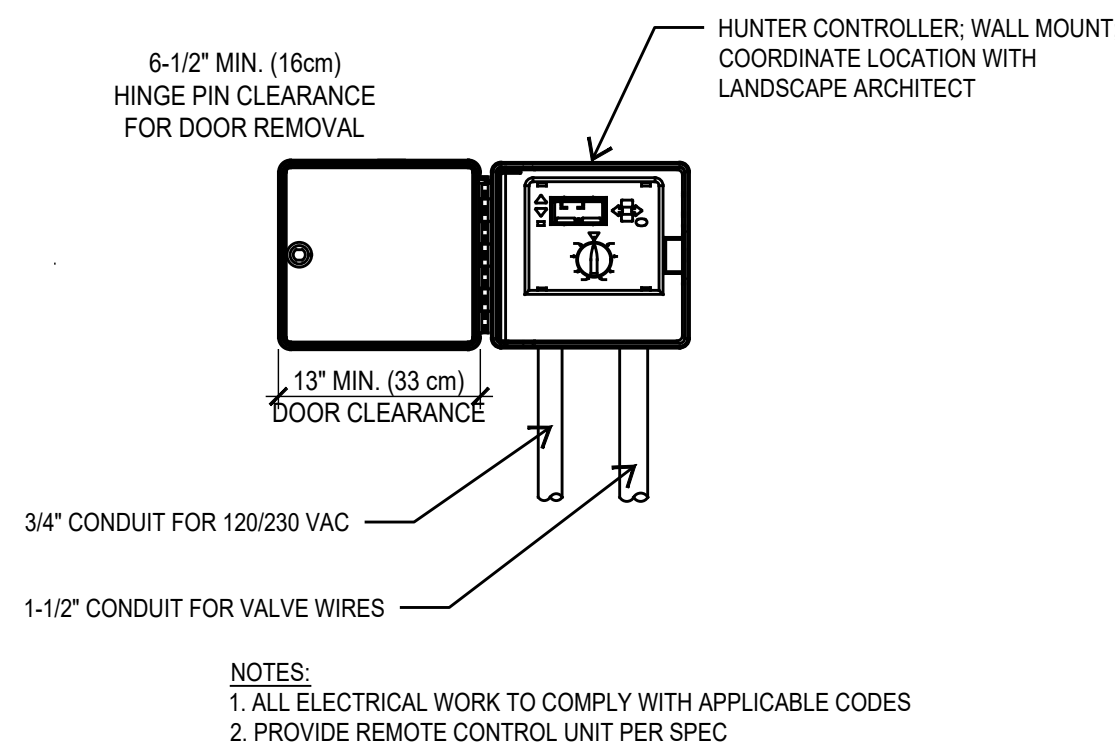 HUNTER CONTROLLER; WALL MOUNT
COORDINATE LOCATION WITH
LANDSCAPE ARCHITECT
6-1/2" MIN. (16cm)
HINGE PIN CLEARANCE
FOR DOOR REMOVAL
13" MIN. (33 cm)
DOOR CLEARANCE
3/4" CONDUIT FOR 120/230 VAC
1-1/2" CONDUIT FOR VALVE WIRES
NOTES:
1. ALL ELECTRICAL WORK TO COMPLY WITH APPLICABLE CODES
2. PROVIDE REMOTE CONTROL UNIT PER SPEC